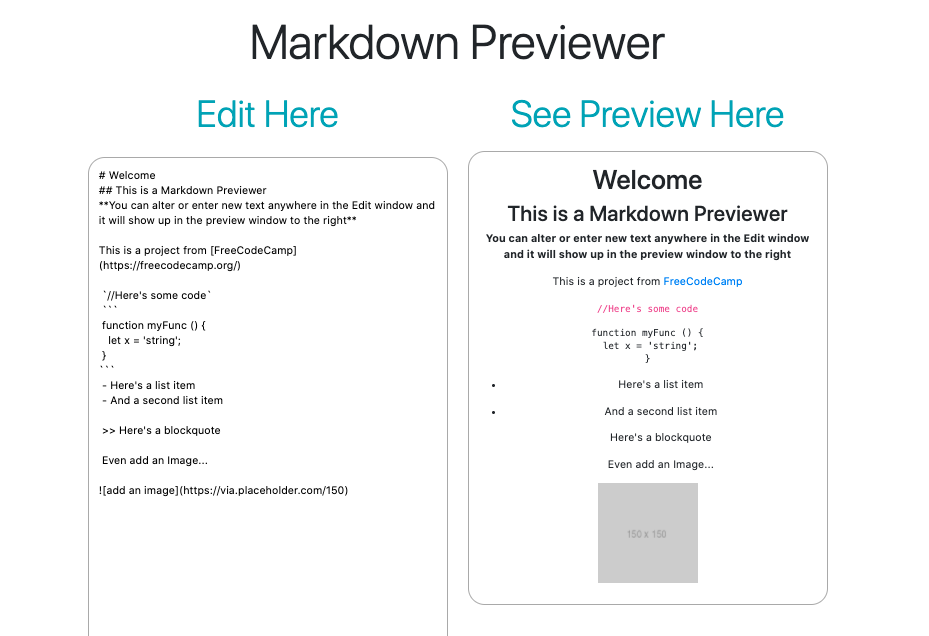 Markdown Previewer
Edit Here
# Welcome
## This is a Markdown Previewer
**You can alter or enter new text anywhere in the Edit window and
it will show up in the preview window to the right**
This is a project from [FreeCodeCamp]
(https://freecodecamp.org/)
`//Here's some code`
```
function myFunc () {
let x = 'string';
}
```
- Here's a list item
- And a second list item
>> Here's a blockquote
Even add an Image...
![add an image](https://via.placeholder.com/150)
See Preview Here
Welcome
This is a Markdown Previewer
You can alter or enter new text anywhere in the Edit window
and it will show up in the preview window to the right
This is a project from FreeCodeCamp
//Here's some code
function myFunc () {
let x = 'string';
}
• Here's a list item
• And a second list item
Here's a blockquote
Even add an Image...
150 x 150